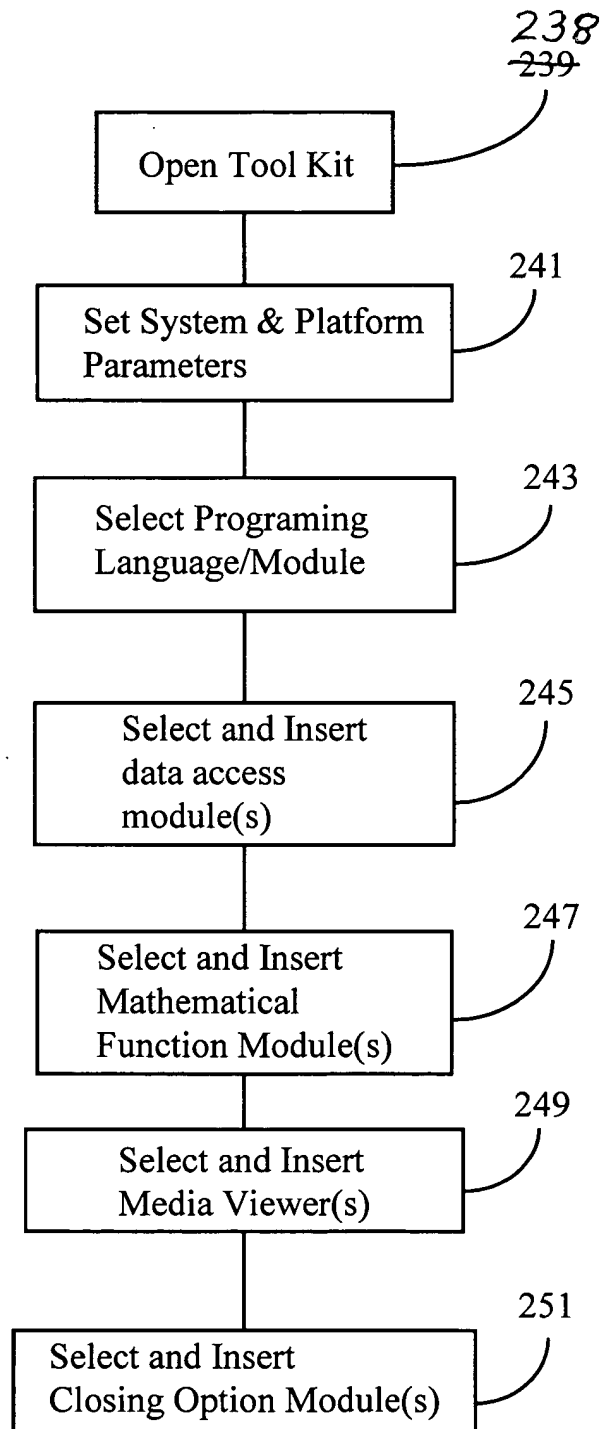 238
239
Open Tool Kit
241
Set System & Platform
Parameters
243
Select Programing
Language/Module
245
Select and Insert
data access
module(s)
247
Select and Insert
Mathematical
Function Module(s)
249
Select and Insert
Media Viewer(s)
251
Select and Insert
Closing Option Module(s)